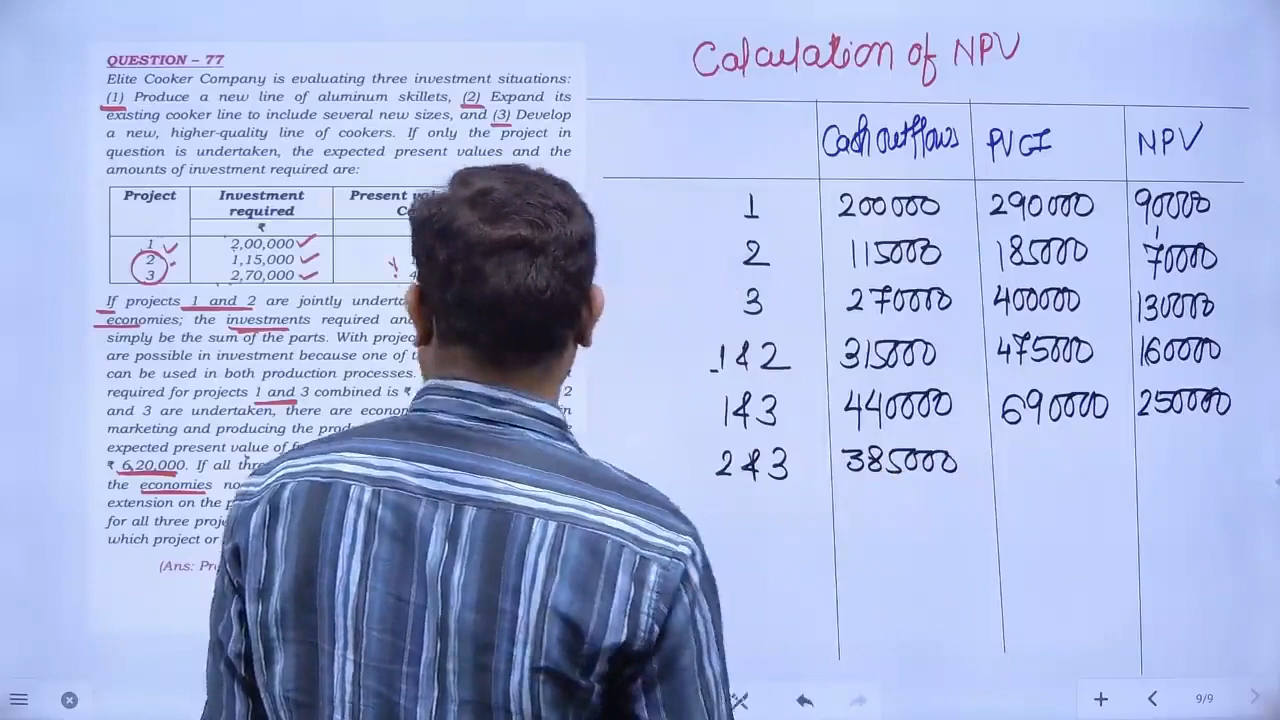 QUESTION – 77
Elite Cooker Company is evaluating three investment situations:
(1) Produce a new line of aluminum skillets, (2) Expand its
existing cooker line to include several new sizes, and (3) Develop
a new, higher-quality line of cookers. If only the project in
question is undertaken, the expected present values and the
amounts of investment required are:
Project Investment required Present
₹
1 2,00,000
2 1,15,000
3 2,70,000
If projects 1 and 2 are jointly
economies; the investments required
simply be the sum of the parts. With
are possible in investment because one of
can be used in both production processes.
required for projects 1 and 3 combined is ₹ 2
and 3 are undertaken, there are in
marketing and producing the
expected present value of
₹ 6,20,000. If all
the economies
extension on the
for all three
which project or
(Ans:
Calculation of NPV
Cash outflows PVCI NPV
1 200000 290000 90000
2 115000 185000 70000
3 270000 400000 130000
1 & 2 315000 475000 160000
1 & 3 440000 690000 250000
2 & 3 385000
9/9